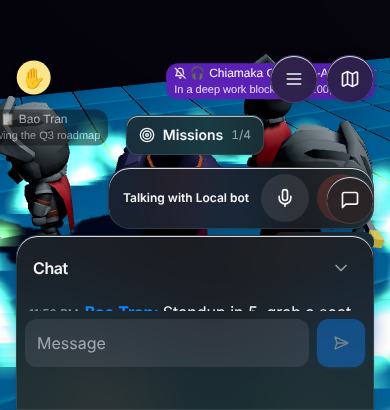 Chiamaka
In a deep work block
Bao Tran
ving the Q3 roadmap
Missions 1/4
Talking with Local bot
Chat
Bao Tran: Standup in 5, grab a seat
Message